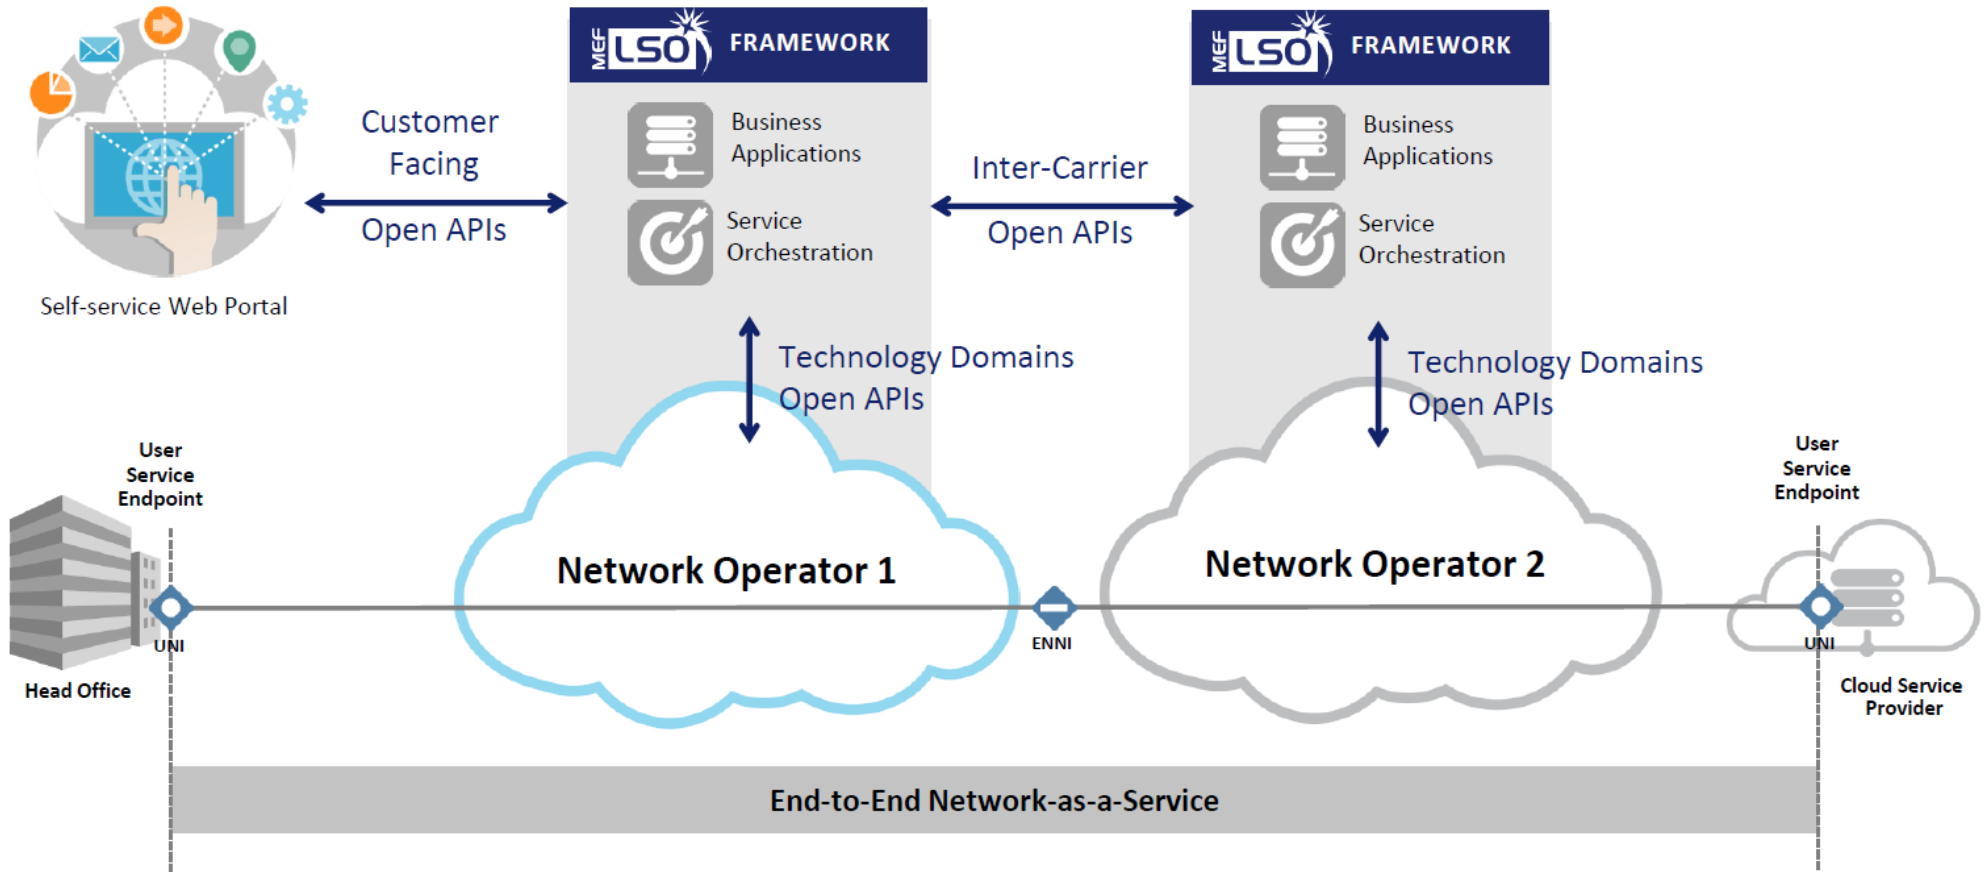 MEF LSO FRAMEWORK
MEF LSO FRAMEWORK
Customer
Facing
Open APIs
Business
Applications
Service
Orchestration
Inter-Carrier
Open APIs
Business
Applications
Service
Orchestration
Self-service Web Portal
Technology Domains
Open APIs
Technology Domains
Open APIs
User
Service
Endpoint
User
Service
Endpoint
Network Operator 1
Network Operator 2
UNI
ENNI
UNI
Head Office
Cloud Service
Provider
End-to-End Network-as-a-Service